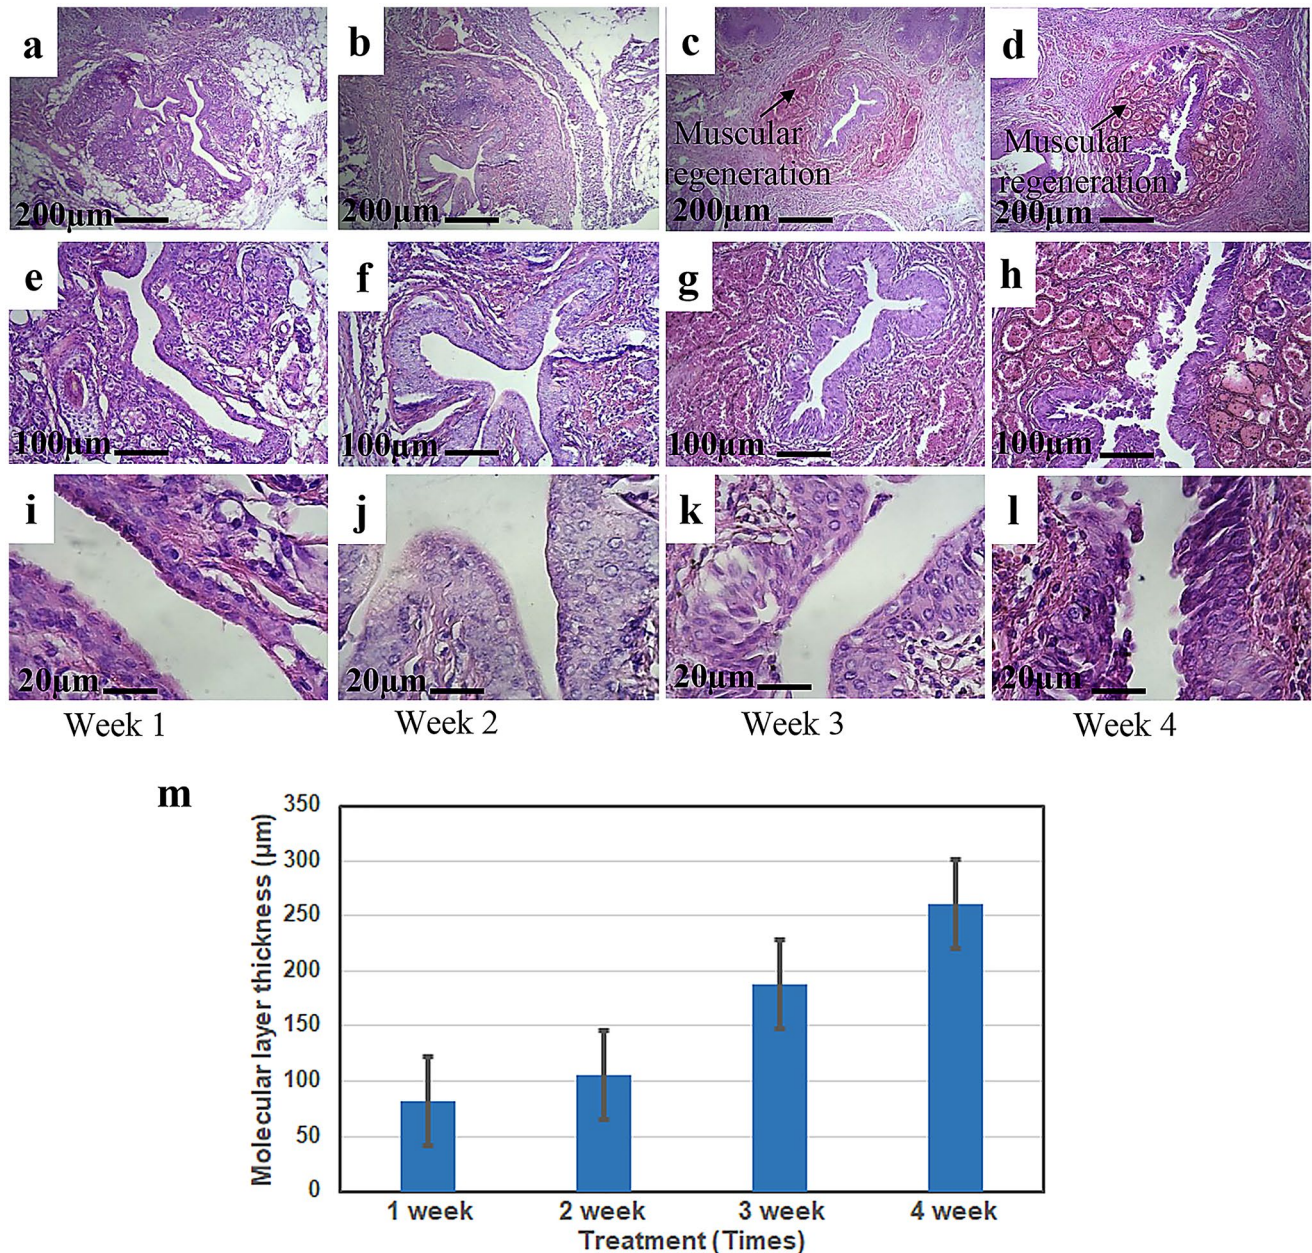 a
b
c
d
Muscular
regeneration
Muscular
regeneration
200μm
200μm
200μm
200μm
e
f
g
h
100μm
100μm
100μm
100μm
i
j
k
l
20μm
20μm
20μm
20μm
Week 1
Week 2
Week 3
Week 4
m
Molecular layer thickness (μm)
350
300
250
200
150
100
50
0
1 week
2 week
3 week
4 week
Treatment (Times)